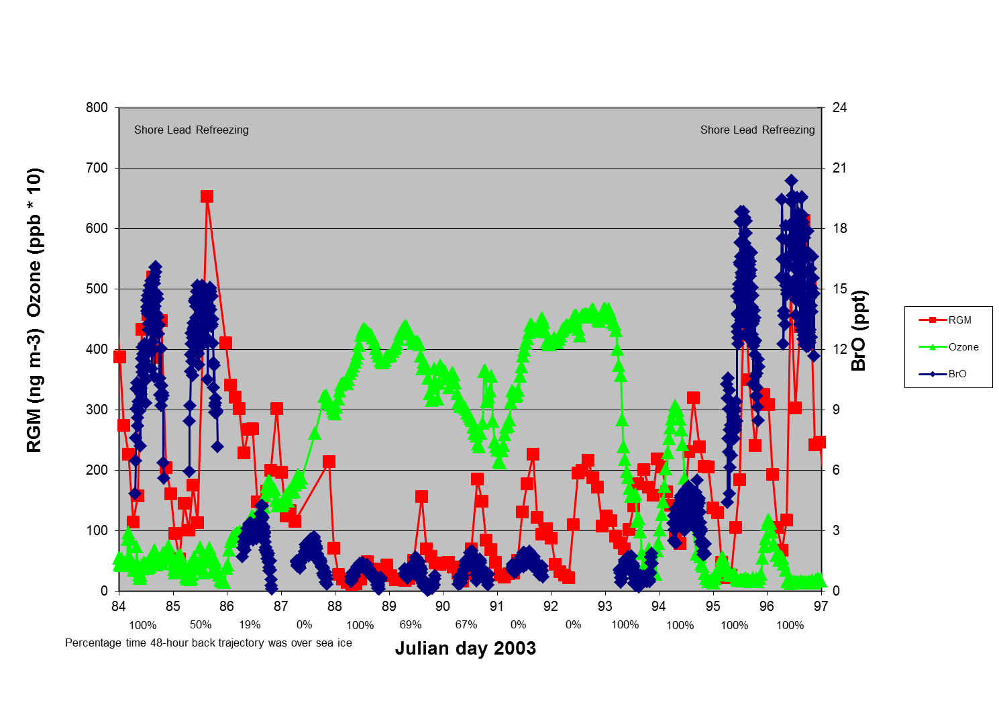 800
700
600
500
400
300
200
100
0
RGM (ng m-3)  Ozone (ppb * 10)
Shore Lead Refreezing
Shore Lead Refreezing
24
21
18
15
12
9
6
3
0
BrO (ppt)
RGM
Ozone
BrO
84 85 86 87 88 89 90 91 92 93 94 95 96 97
100% 50% 19% 0% 100% 69% 67% 0% 0% 100% 100% 100% 100%
Percentage time 48-hour back trajectory was over sea ice
Julian day 2003